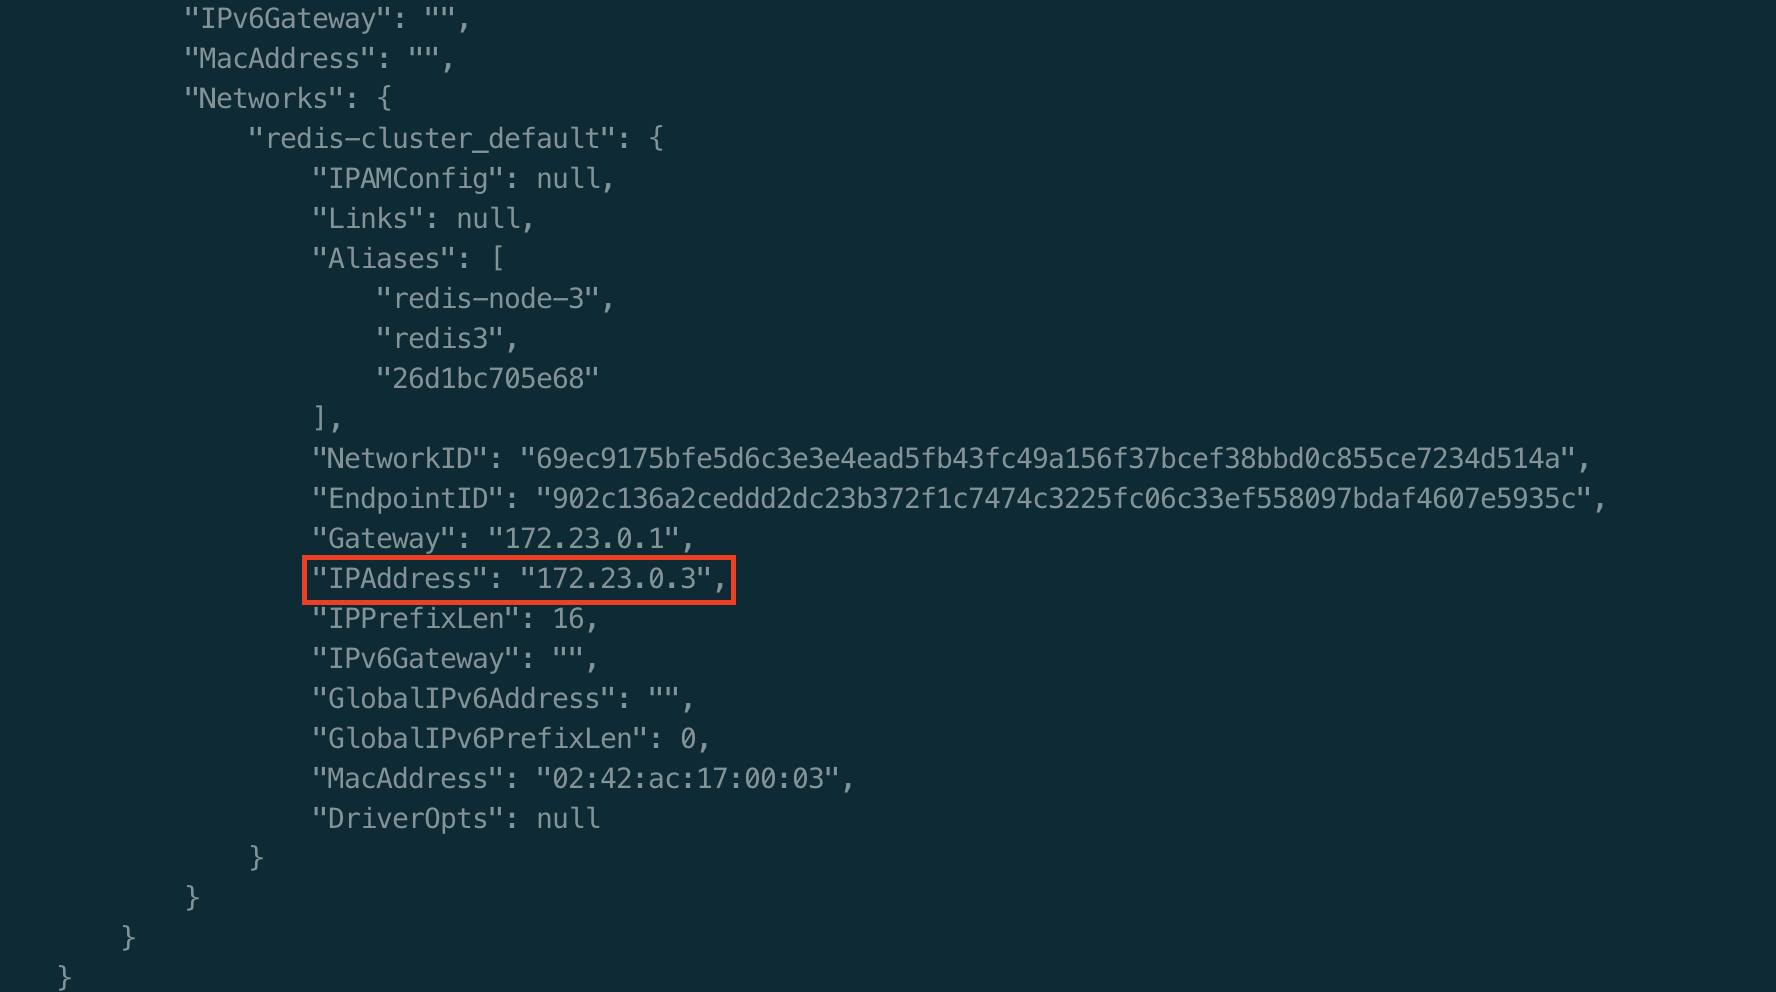 "IPv6Gateway": "",
"MacAddress": "",
"Networks": {
"redis-cluster_default": {
"IPAMConfig": null,
"Links": null,
"Aliases": [
"redis-node-3",
"redis3",
"26d1bc705e68"
],
"NetworkID": "69ec9175bfe5d6c3e3e4ead5fb43fc49a156f37bcef38bbd0c855ce7234d514a",
"EndpointID": "902c136a2ceddd2dc23b372f1c7474c3225fc06c33ef558097bdaf4607e5935c",
"Gateway": "172.23.0.1",
"IPAddress": "172.23.0.3",
"IPPrefixLen": 16,
"IPv6Gateway": "",
"GlobalIPv6Address": "",
"GlobalIPv6PrefixLen": 0,
"MacAddress": "02:42:ac:17:00:03",
"DriverOpts": null
}
}
}
}